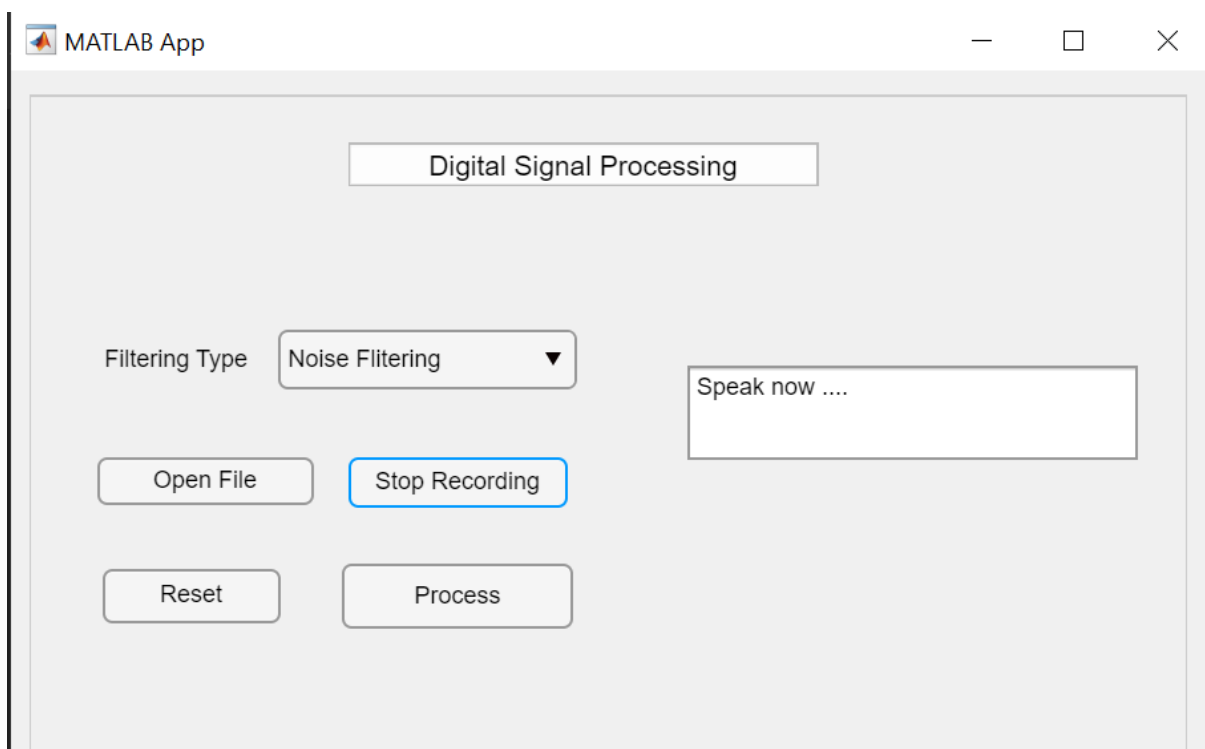 MATLAB App
Digital Signal Processing
Filtering Type
Noise Flitering
Speak now ....
Open File
Stop Recording
Reset
Process